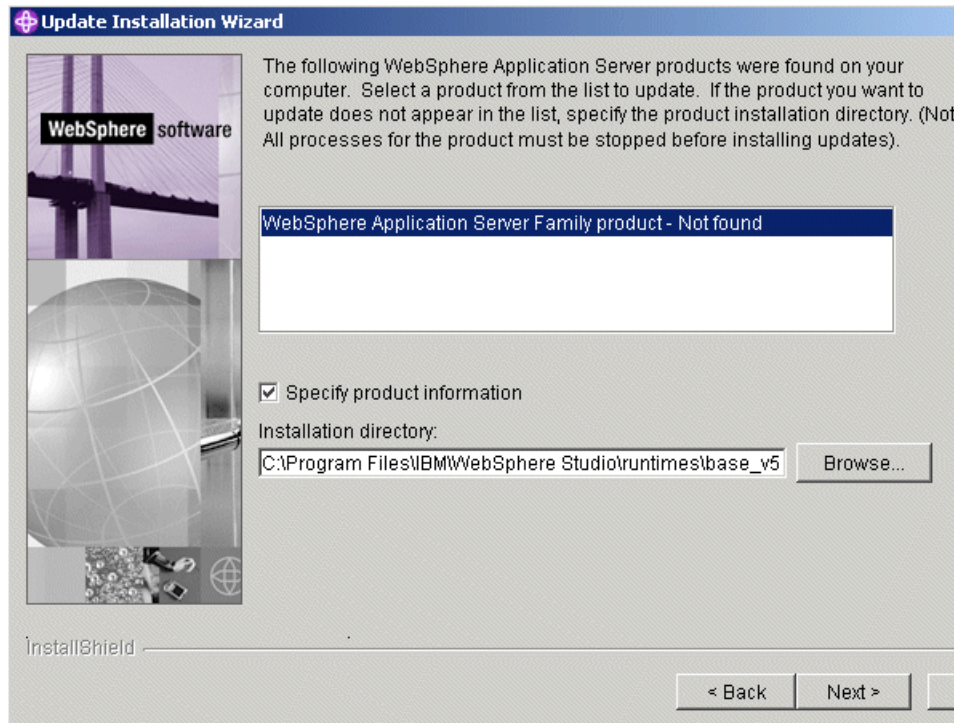 Update Installation Wizard
WebSphere software
The following WebSphere Application Server products were found on your
computer. Select a product from the list to update. If the product you want to
update does not appear in the list, specify the product installation directory. (Not
All processes for the product must be stopped before installing updates).
WebSphere Application Server Family product - Not found
Specify product information
Installation directory:
C:\Program Files\IBM\WebSphere Studio\runtimes\base_v5
Browse...
InstallShield
< Back
Next >